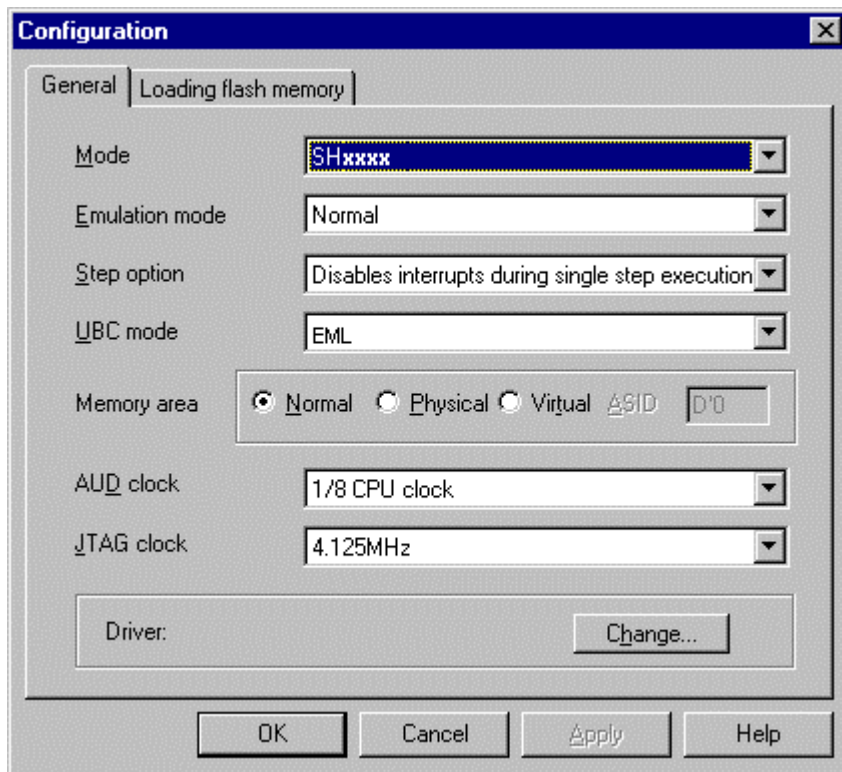 Configuration
General Loading flash memory
Mode SHxxxx
Emulation mode Normal
Step option Disables interrupts during single step execution
UBC mode EML
Memory area Normal Physical Virtual ASID D'0
AUD clock 1/8 CPU clock
JTAG clock 4.125MHz
Driver: Change...
OK Cancel Apply Help